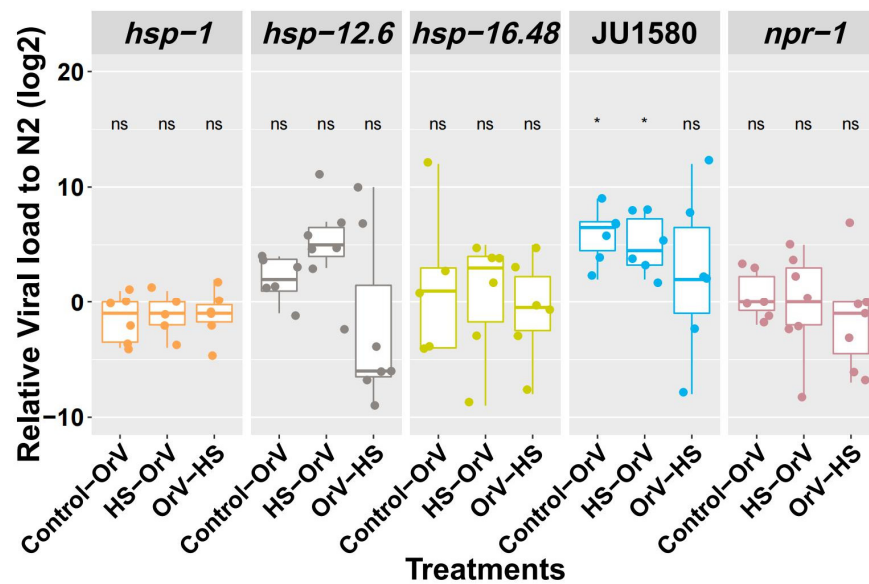 hsp−1 hsp−12.6 hsp−16.48 JU1580 npr−1
Relative Viral load to N2 (log2)
20
10
0
−10
ns ns ns ns ns ns ns ns ns * * ns ns ns ns
Control−OrV HS−OrV OrV−HS Control−OrV HS−OrV OrV−HS Control−OrV HS−OrV OrV−HS Control−OrV HS−OrV OrV−HS Control−OrV HS−OrV OrV−HS
Treatments